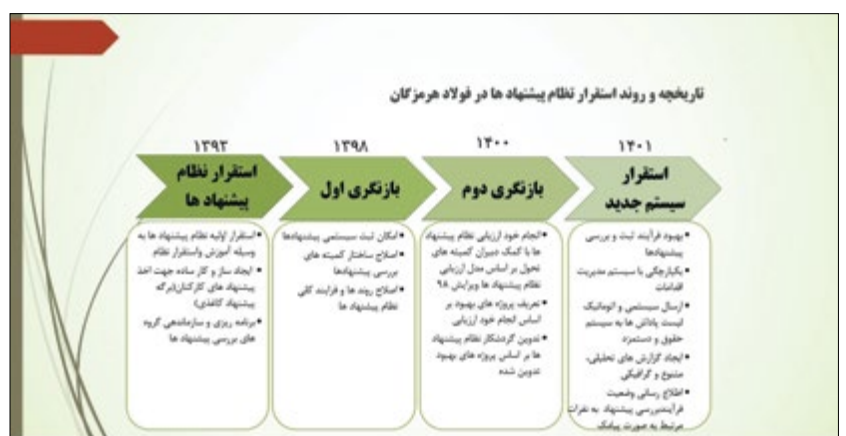 تاریخچه و روند استقرار نظام پیشنهاد ها در فولاد هرمزگان
۱۳۹۳
استقرار نظام
پیشنهاد ها
•استقرار اولیه نظام پیشنهاد ها به
وسیله آموزش واستقرار نظام
• ایجاد ساز و کار ساده جهت اخذ
پیشنهاد های کارکنان(برگه
پیشنهاد کاغذی)
•برنامه ریزی و سازماندهی گروه
های بررسی پیشنهاد ها
۱۳۹۸
بازنگری اول
•امکان ثبت سیستمی پیشنهادها
•اصلاح ساختار کمیته های
بررسی پیشنهادها
•اصلاح روند ها و فرایند کلی
نظام پیشنهاد ها
۱۴۰۰
بازنگری دوم
•انجام خود ارزیابی نظام پیشنهاد
ها با کمک دبیران کمیته های
تحول بر اساس مدل ارزیابی
نظام پیشنهاد ها ویرایش ۹۸
•تعریف پروژه های بهبود بر
اساس انجام خود ارزیابی
•تدوین گردشکار نظام پیشنهاد
ها بر اساس پروژه های بهبود
تدوین شده
۱۴۰۱
استقرار
سیستم جدید
•بهبود فرآیند ثبت و بررسی
پیشنهادها
•یکپارچگی با سیستم مدیریت
اقدامات
•ارسال سیستمی و اتوماتیک
لیست پاداش ها به سیستم
حقوق و دستمزد
•ایجاد گزارش های تحلیلی،
متنوع و گرافیکی
•اطلاع رسانی وضعیت
فرآیندبررسی پیشنهاد به نفرات
مرتبط به صورت پیامک